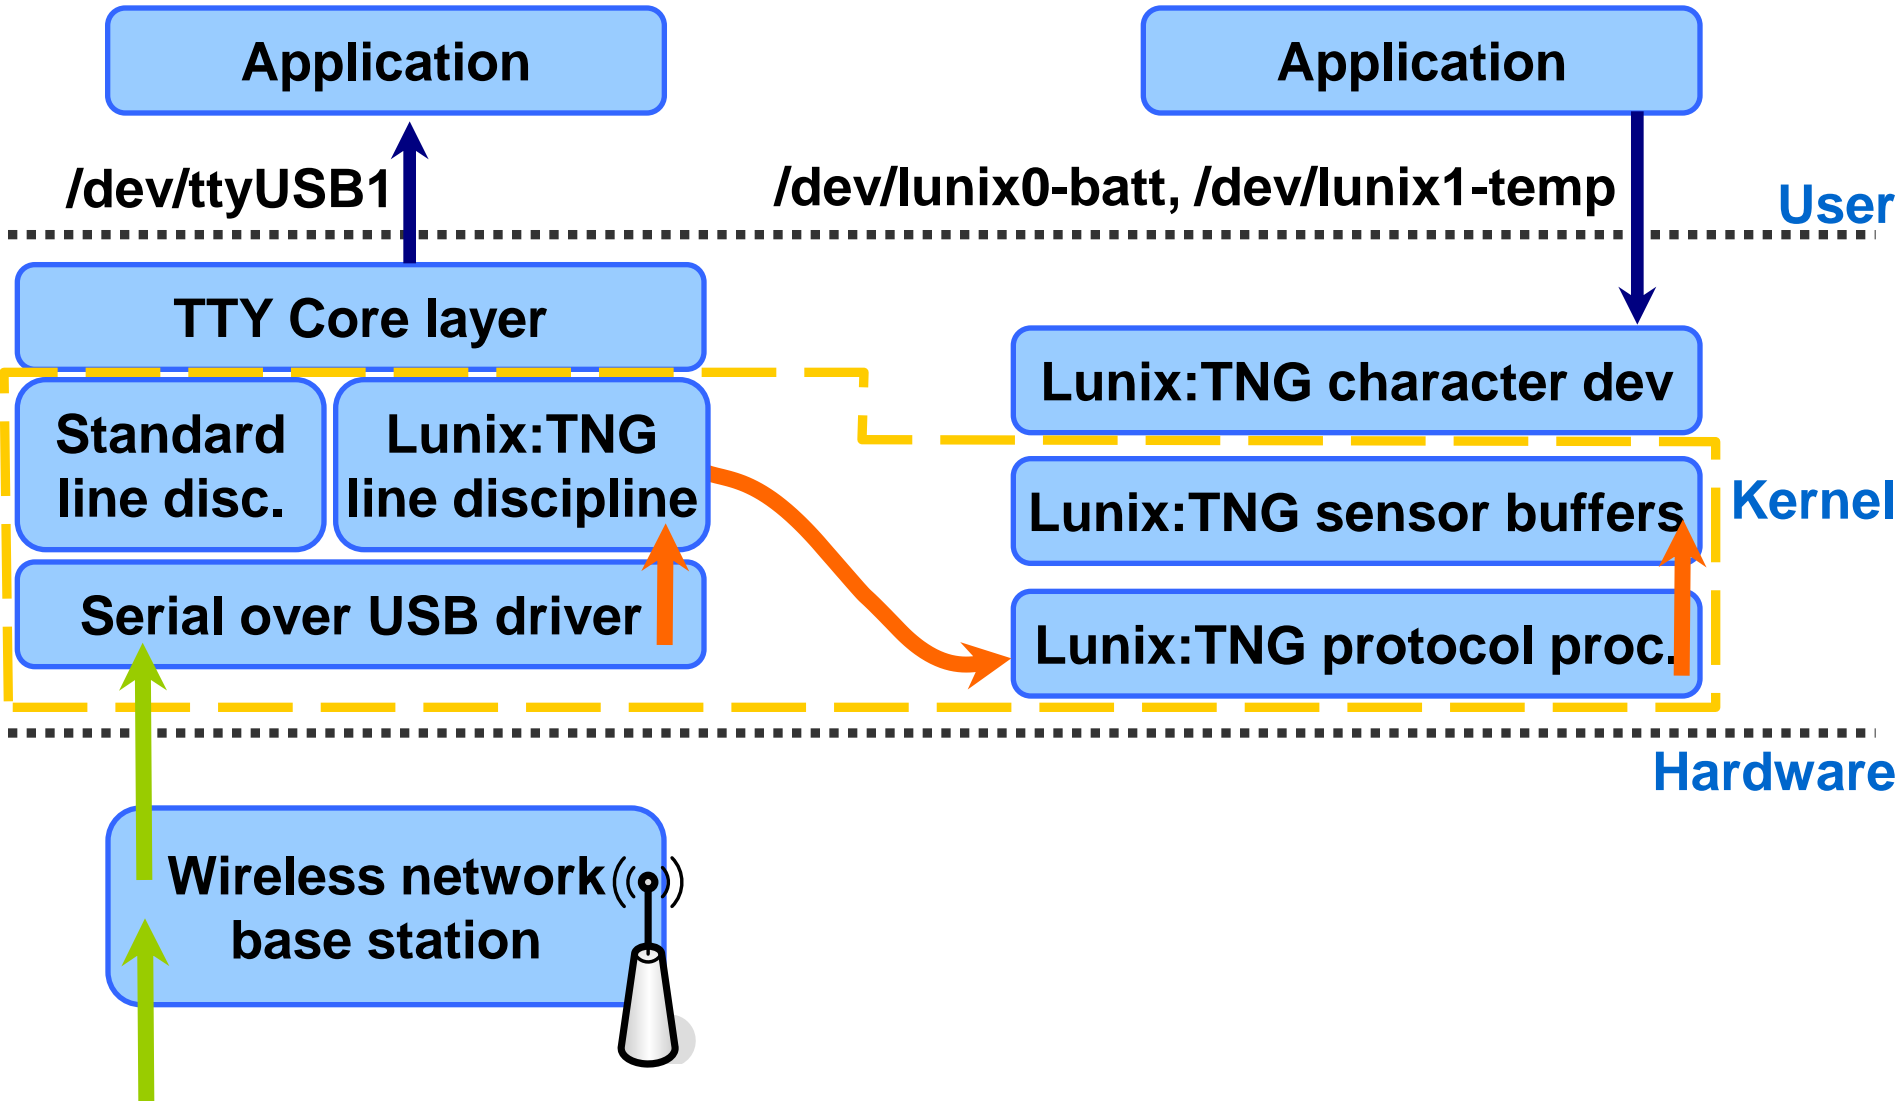 Application
Application
/dev/ttyUSB1
/dev/lunix0-batt, /dev/lunix1-temp
User
TTY Core layer
Lunix:TNG character dev
Standard
line disc.
Lunix:TNG
line discipline
Lunix:TNG sensor buffers
Kernel
Serial over USB driver
Lunix:TNG protocol proc.
Hardware
Wireless network
base station